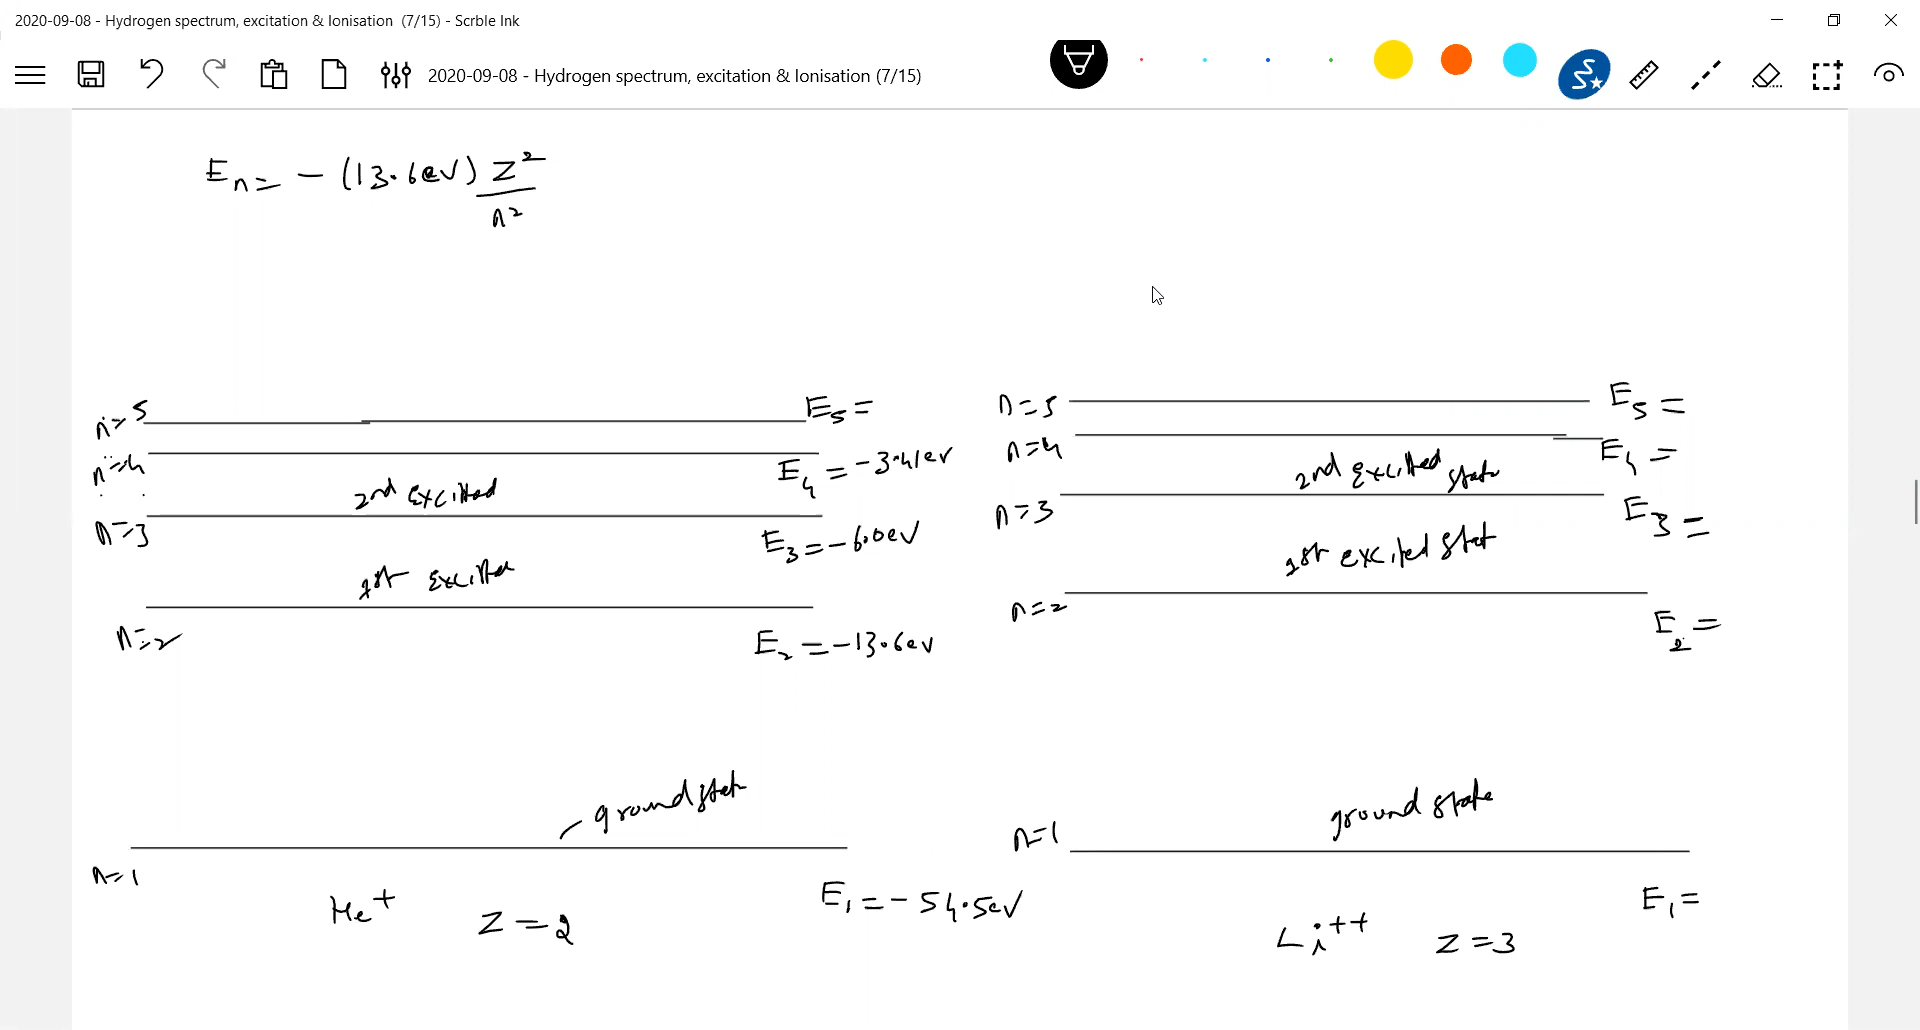 2020-09-08 - Hydrogen spectrum, excitation & Ionisation (7/15) - Scrble Ink
2020-09-08 - Hydrogen spectrum, excitation & Ionisation (7/15)
En = - (13.6eV) Z²/n²
n=5 E5 =
n=4 E4 = -3.41eV
2nd excited
n=3 E3 = -6.0eV
1st excited
n=2 E2 = -13.6eV
ground state
n=1 E1 = -54.5eV
He+ Z=2
n=5 E5 =
n=4 E4 =
2nd excited state
n=3 E3 =
1st excited stat
n=2 E2 =
ground state
n=1 E1 =
Li++ Z=3